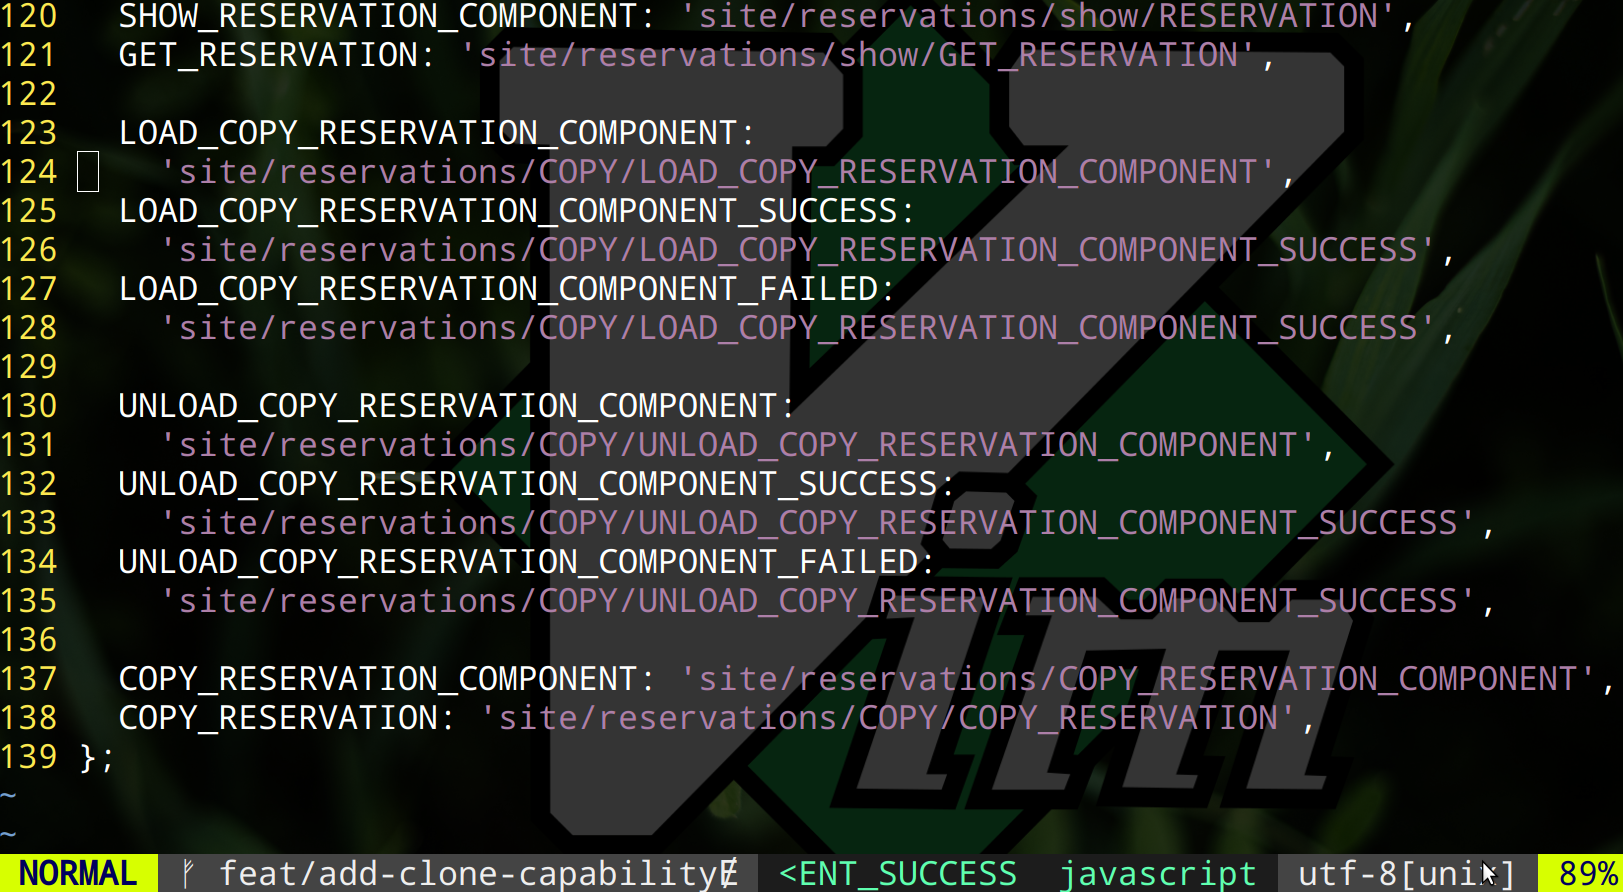 120   SHOW_RESERVATION_COMPONENT: 'site/reservations/show/RESERVATION',
121   GET_RESERVATION: 'site/reservations/show/GET_RESERVATION',
122
123   LOAD_COPY_RESERVATION_COMPONENT:
124     'site/reservations/COPY/LOAD_COPY_RESERVATION_COMPONENT',
125   LOAD_COPY_RESERVATION_COMPONENT_SUCCESS:
126     'site/reservations/COPY/LOAD_COPY_RESERVATION_COMPONENT_SUCCESS',
127   LOAD_COPY_RESERVATION_COMPONENT_FAILED:
128     'site/reservations/COPY/LOAD_COPY_RESERVATION_COMPONENT_SUCCESS',
129
130   UNLOAD_COPY_RESERVATION_COMPONENT:
131     'site/reservations/COPY/UNLOAD_COPY_RESERVATION_COMPONENT',
132   UNLOAD_COPY_RESERVATION_COMPONENT_SUCCESS:
133     'site/reservations/COPY/UNLOAD_COPY_RESERVATION_COMPONENT_SUCCESS',
134   UNLOAD_COPY_RESERVATION_COMPONENT_FAILED:
135     'site/reservations/COPY/UNLOAD_COPY_RESERVATION_COMPONENT_SUCCESS',
136
137   COPY_RESERVATION_COMPONENT: 'site/reservations/COPY_RESERVATION_COMPONENT',
138   COPY_RESERVATION: 'site/reservations/COPY/COPY_RESERVATION',
139 };
~
~
NORMAL  feat/add-clone-capability  <ENT_SUCCESS  javascript  utf-8[unix]  89%
Vim